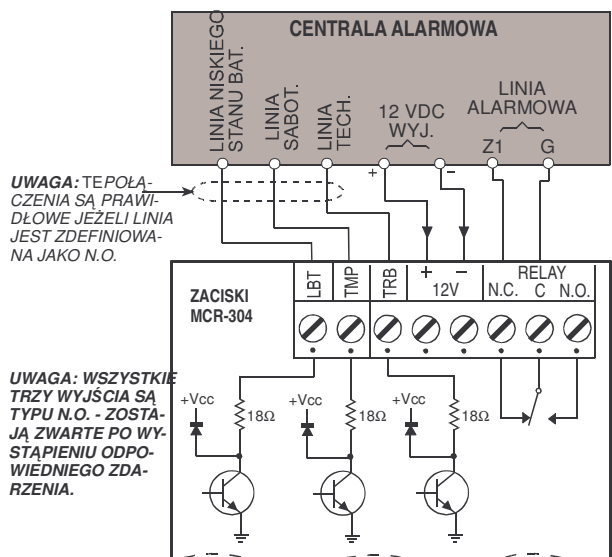 CENTRALA ALARMOWA
LINIA NISKIEGO
STANU BAT.
LINIA
SABOT.
LINIA
TECH.
12 VDC
WYJ.
LINIA
ALARMOWA
Z1 G
+ –
UWAGA: TE POŁĄ-
CZENIA SĄ PRAWI-
DŁOWE JEŻELI LINIA
JEST ZDEFINIOWA-
NA JAKO N.O.
ZACISKI
MCR-304
LBT
TMP
TRB
+ –
12V
RELAY
N.C. C N.O.
UWAGA: WSZYSTKIE
TRZY WYJŚCIA SĄ
TYPU N.O. - ZOSTA-
JĄ ZWARTE PO WY-
STĄPIENIU ODPO-
WIEDNIEGO ZDA-
RZENIA.
+Vcc 18Ω +Vcc 18Ω +Vcc 18Ω